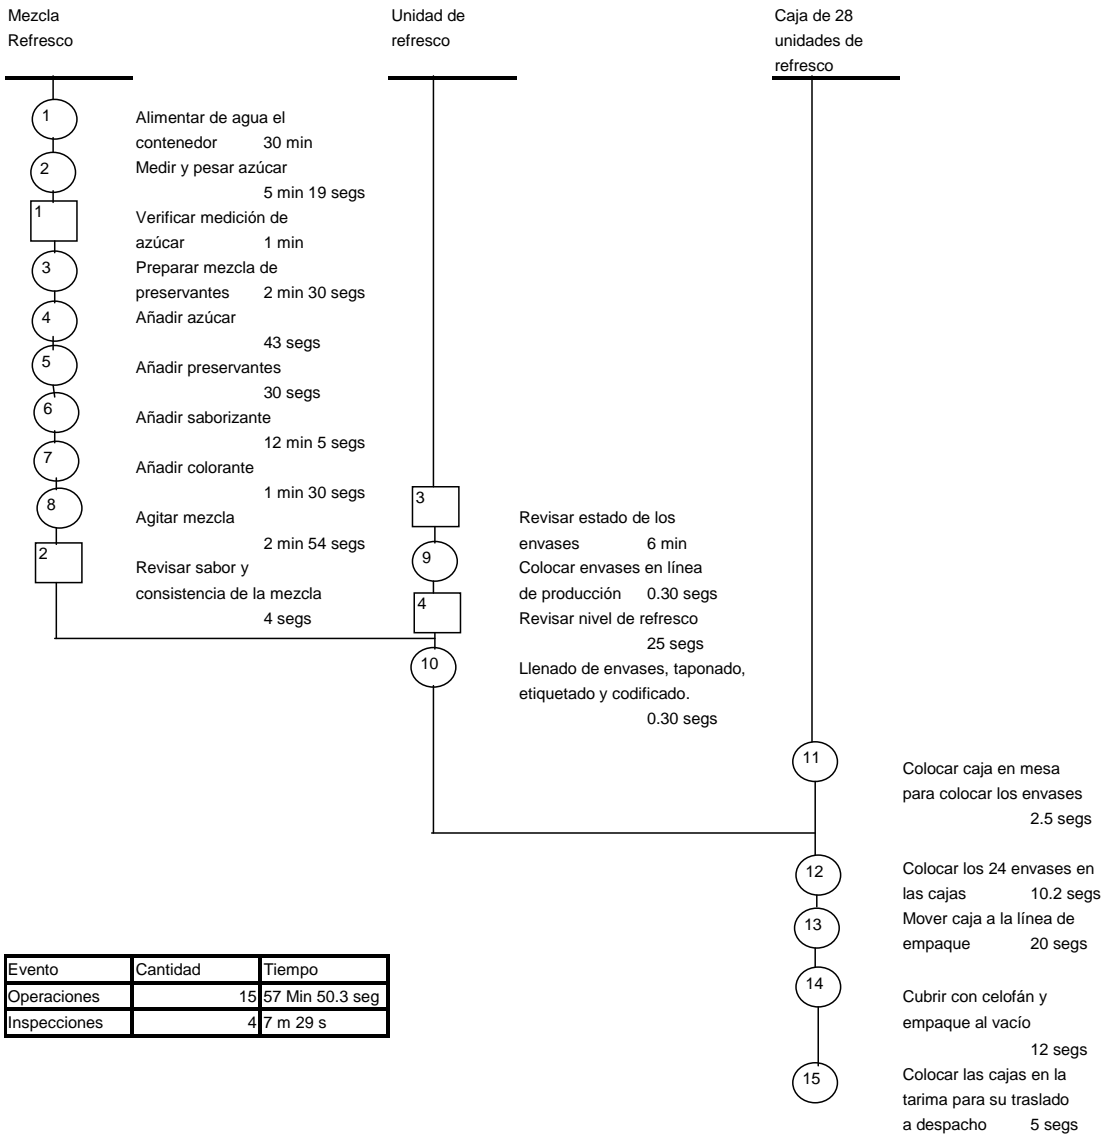 Mezcla
Refresco
Unidad de
refresco
Caja de 28
unidades de
refresco
1
Alimentar de agua el
contenedor 30 min
2
Medir y pesar azúcar
5 min 19 segs
1
Verificar medición de
azúcar 1 min
3
Preparar mezcla de
preservantes 2 min 30 segs
4
Añadir azúcar
43 segs
5
Añadir preservantes
30 segs
6
Añadir saborizante
12 min 5 segs
7
Añadir colorante
1 min 30 segs
8
Agitar mezcla
2 min 54 segs
2
Revisar sabor y
consistencia de la mezcla
4 segs
3
Revisar estado de los
envases 6 min
9
Colocar envases en línea
de producción 0.30 segs
4
Revisar nivel de refresco
25 segs
10
Llenado de envases, taponado,
etiquetado y codificado.
0.30 segs
11
Colocar caja en mesa
para colocar los envases
2.5 segs
12
Colocar los 24 envases en
las cajas 10.2 segs
13
Mover caja a la línea de
empaque 20 segs
14
Cubrir con celofán y
empaque al vacío
12 segs
15
Colocar las cajas en la
tarima para su traslado
a despacho 5 segs
Evento Cantidad Tiempo
Operaciones 15 57 Min 50.3 seg
Inspecciones 4 7 m 29 s